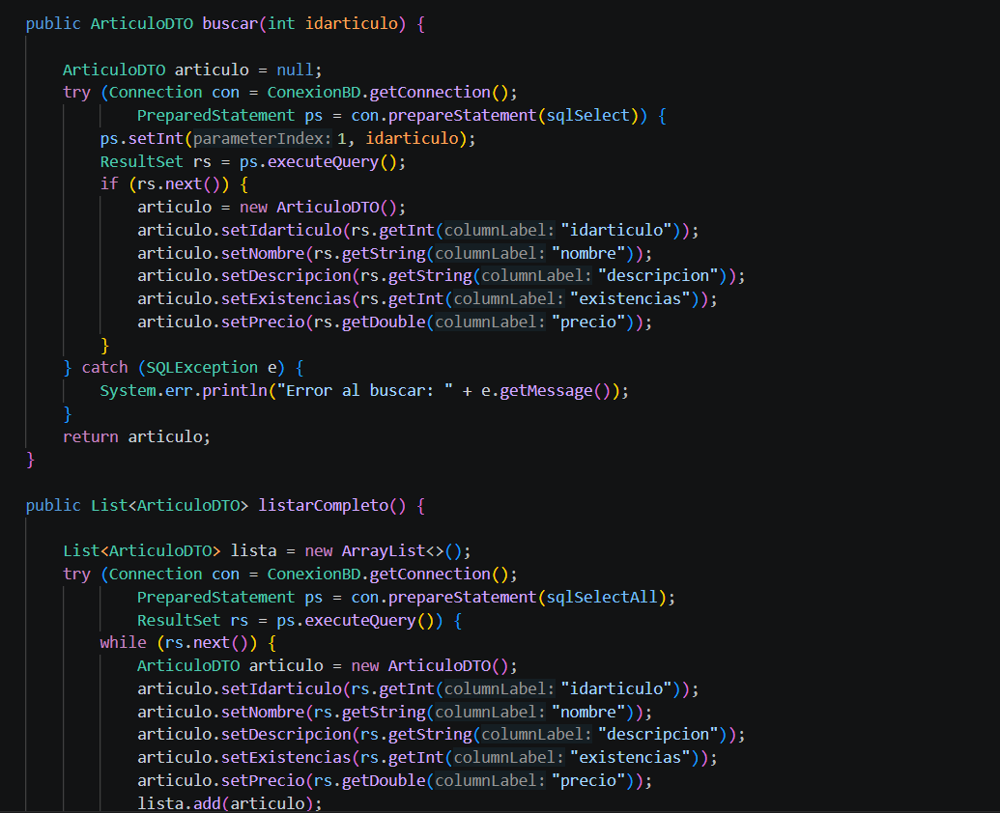 public ArticuloDTO buscar(int idarticulo) {
ArticuloDTO articulo = null;
try (Connection con = ConexionBD.getConnection();
PreparedStatement ps = con.prepareStatement(sqlSelect)) {
ps.setInt(parameterIndex: 1, idarticulo);
ResultSet rs = ps.executeQuery();
if (rs.next()) {
articulo = new ArticuloDTO();
articulo.setIdarticulo(rs.getInt(columnLabel: "idarticulo"));
articulo.setNombre(rs.getString(columnLabel: "nombre"));
articulo.setDescripcion(rs.getString(columnLabel: "descripcion"));
articulo.setExistencias(rs.getInt(columnLabel: "existencias"));
articulo.setPrecio(rs.getDouble(columnLabel: "precio"));
}
} catch (SQLException e) {
System.err.println("Error al buscar: " + e.getMessage());
}
return articulo;
}
public List<ArticuloDTO> listarCompleto() {
List<ArticuloDTO> lista = new ArrayList<>();
try (Connection con = ConexionBD.getConnection();
PreparedStatement ps = con.prepareStatement(sqlSelectAll);
ResultSet rs = ps.executeQuery()) {
while (rs.next()) {
ArticuloDTO articulo = new ArticuloDTO();
articulo.setIdarticulo(rs.getInt(columnLabel: "idarticulo"));
articulo.setNombre(rs.getString(columnLabel: "nombre"));
articulo.setDescripcion(rs.getString(columnLabel: "descripcion"));
articulo.setExistencias(rs.getInt(columnLabel: "existencias"));
articulo.setPrecio(rs.getDouble(columnLabel: "precio"));
lista.add(articulo);